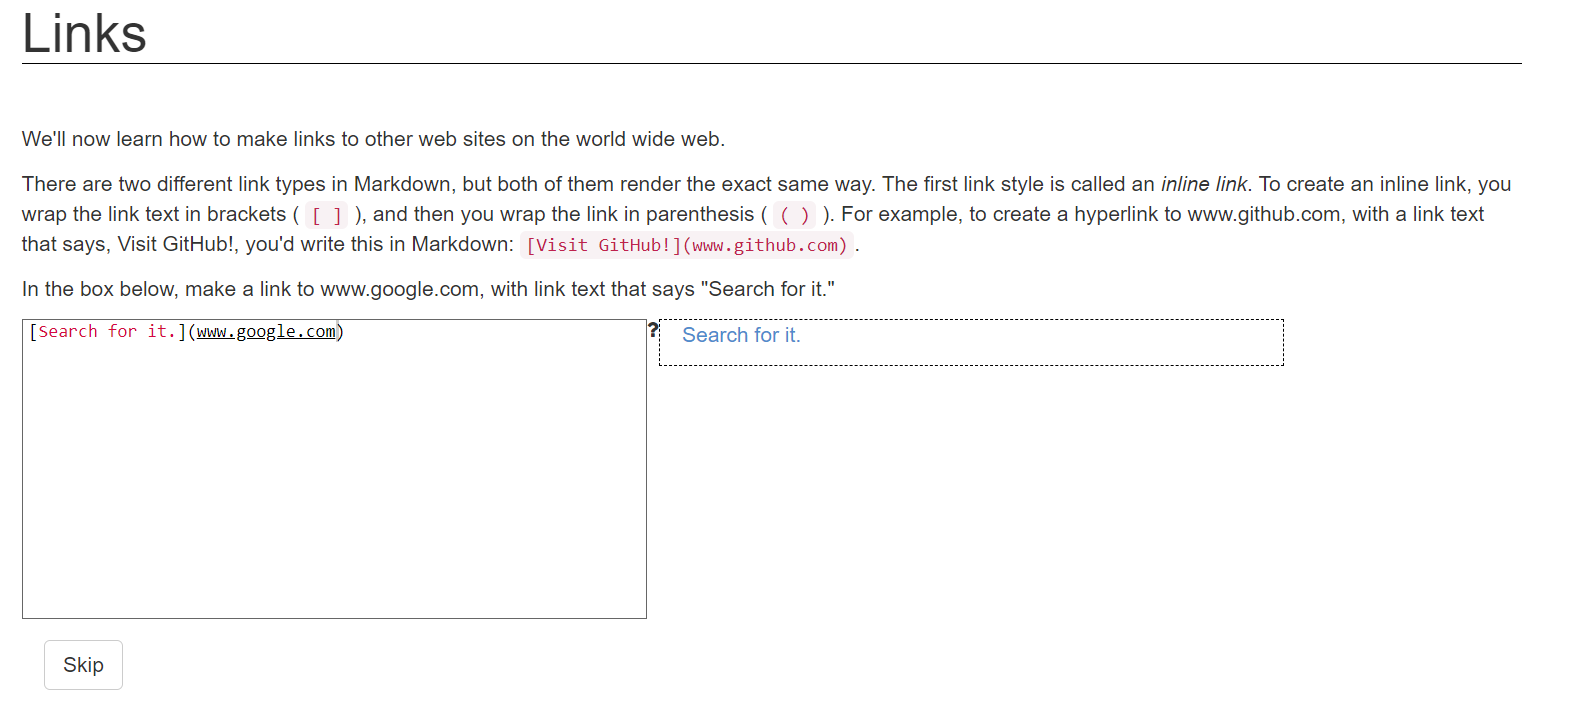 Links
We'll now learn how to make links to other web sites on the world wide web.
There are two different link types in Markdown, but both of them render the exact same way. The first link style is called an inline link. To create an inline link, you
wrap the link text in brackets ( [ ] ), and then you wrap the link in parenthesis ( ( ) ). For example, to create a hyperlink to www.github.com, with a link text
that says, Visit GitHub!, you'd write this in Markdown: [Visit GitHub!](www.github.com) .
In the box below, make a link to www.google.com, with link text that says "Search for it."
[Search for it.](www.google.com)
?
Search for it.
Skip